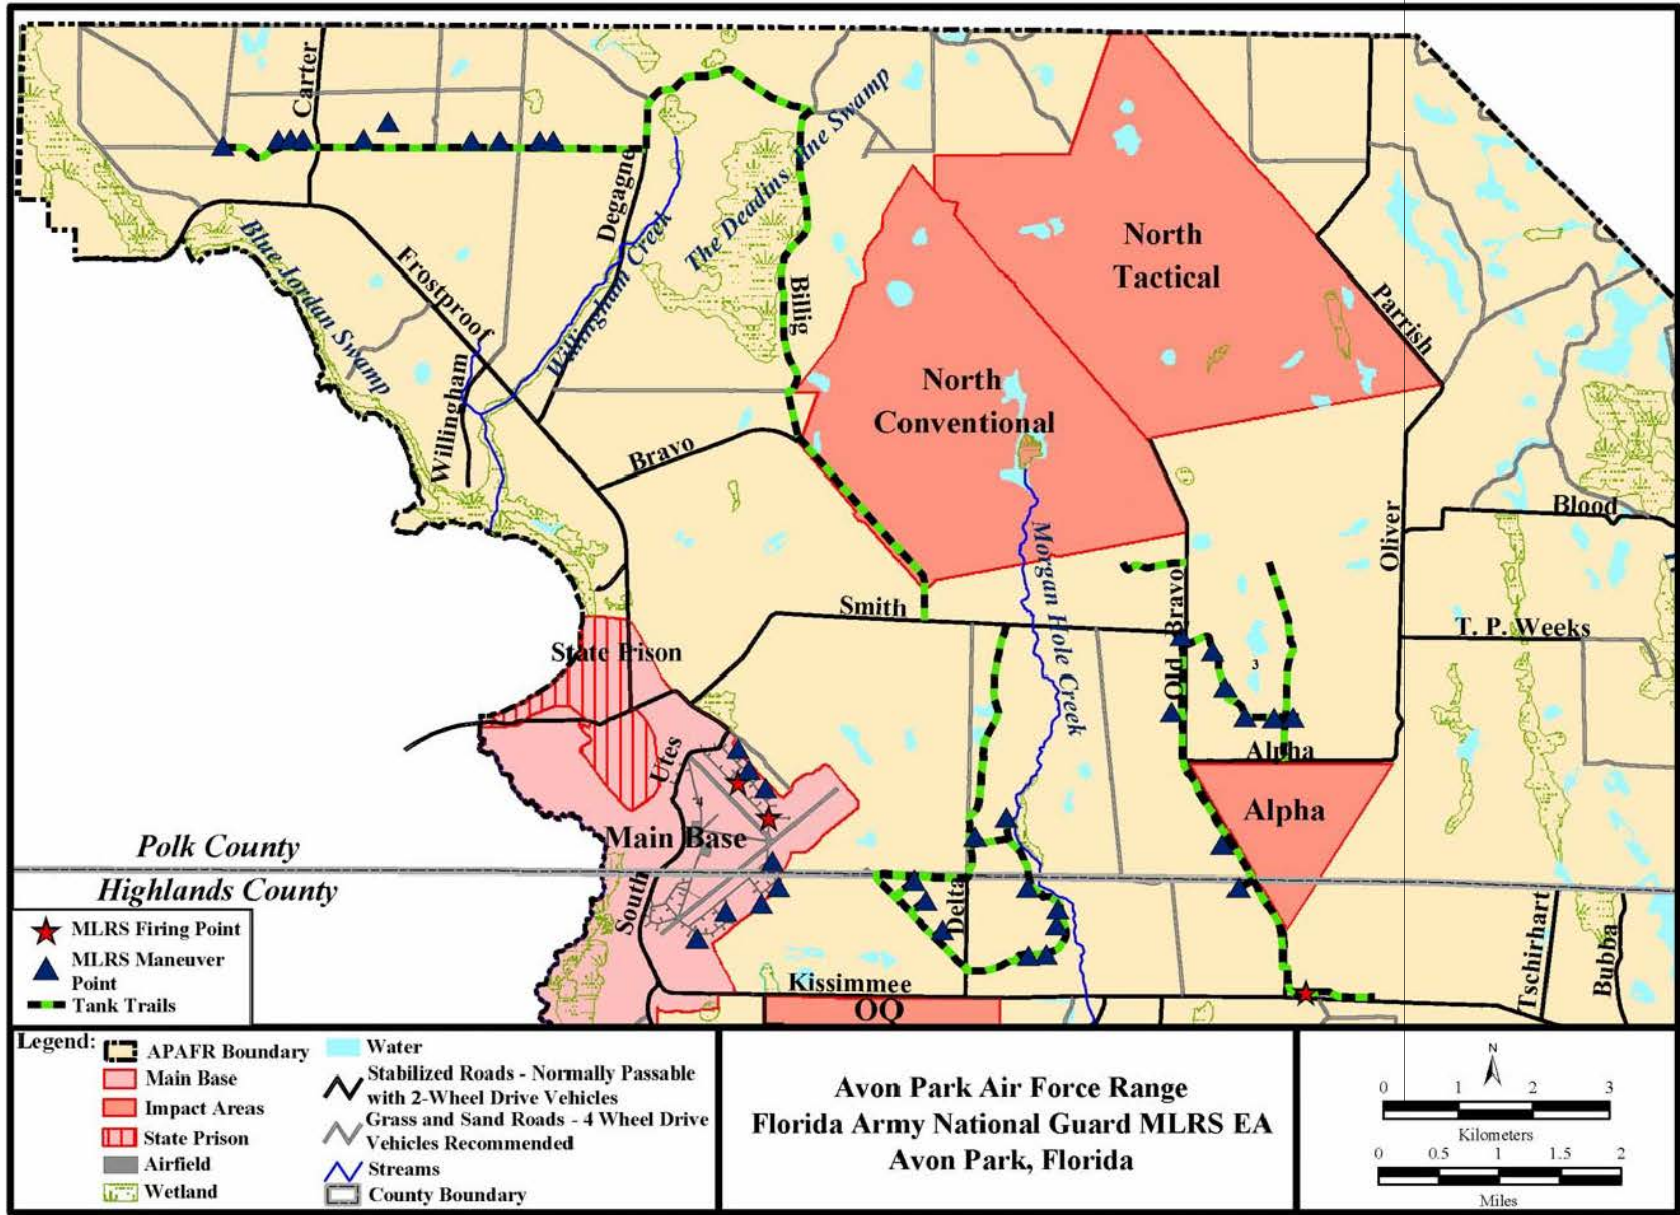 Carter
The Deadins Pine Swamp
Degagne
Willingham Creek
Blue Jordan Swamp
Frostproof
Billig
North
Tactical
Parrish
North
Conventional
Willingham
Bravo
Blood
Oliver
Morgan Hole Creek
Smith
Old Bravo
T. P. Weeks
State Prison
3
Utes
Alpha
Alpha
Main Base
Polk County
Highlands County
South
Delta
Tschirhart
Bubba
Kissimmee
OQ
MLRS Firing Point
MLRS Maneuver
Point
Tank Trails
Legend:
APAFR Boundary
Main Base
Impact Areas
State Prison
Airfield
Wetland
Water
Stabilized Roads - Normally Passable
with 2-Wheel Drive Vehicles
Grass and Sand Roads - 4 Wheel Drive
Vehicles Recommended
Streams
County Boundary
Avon Park Air Force Range
Florida Army National Guard MLRS EA
Avon Park, Florida
N
0 1 2 3
Kilometers
0 0.5 1 1.5 2
Miles